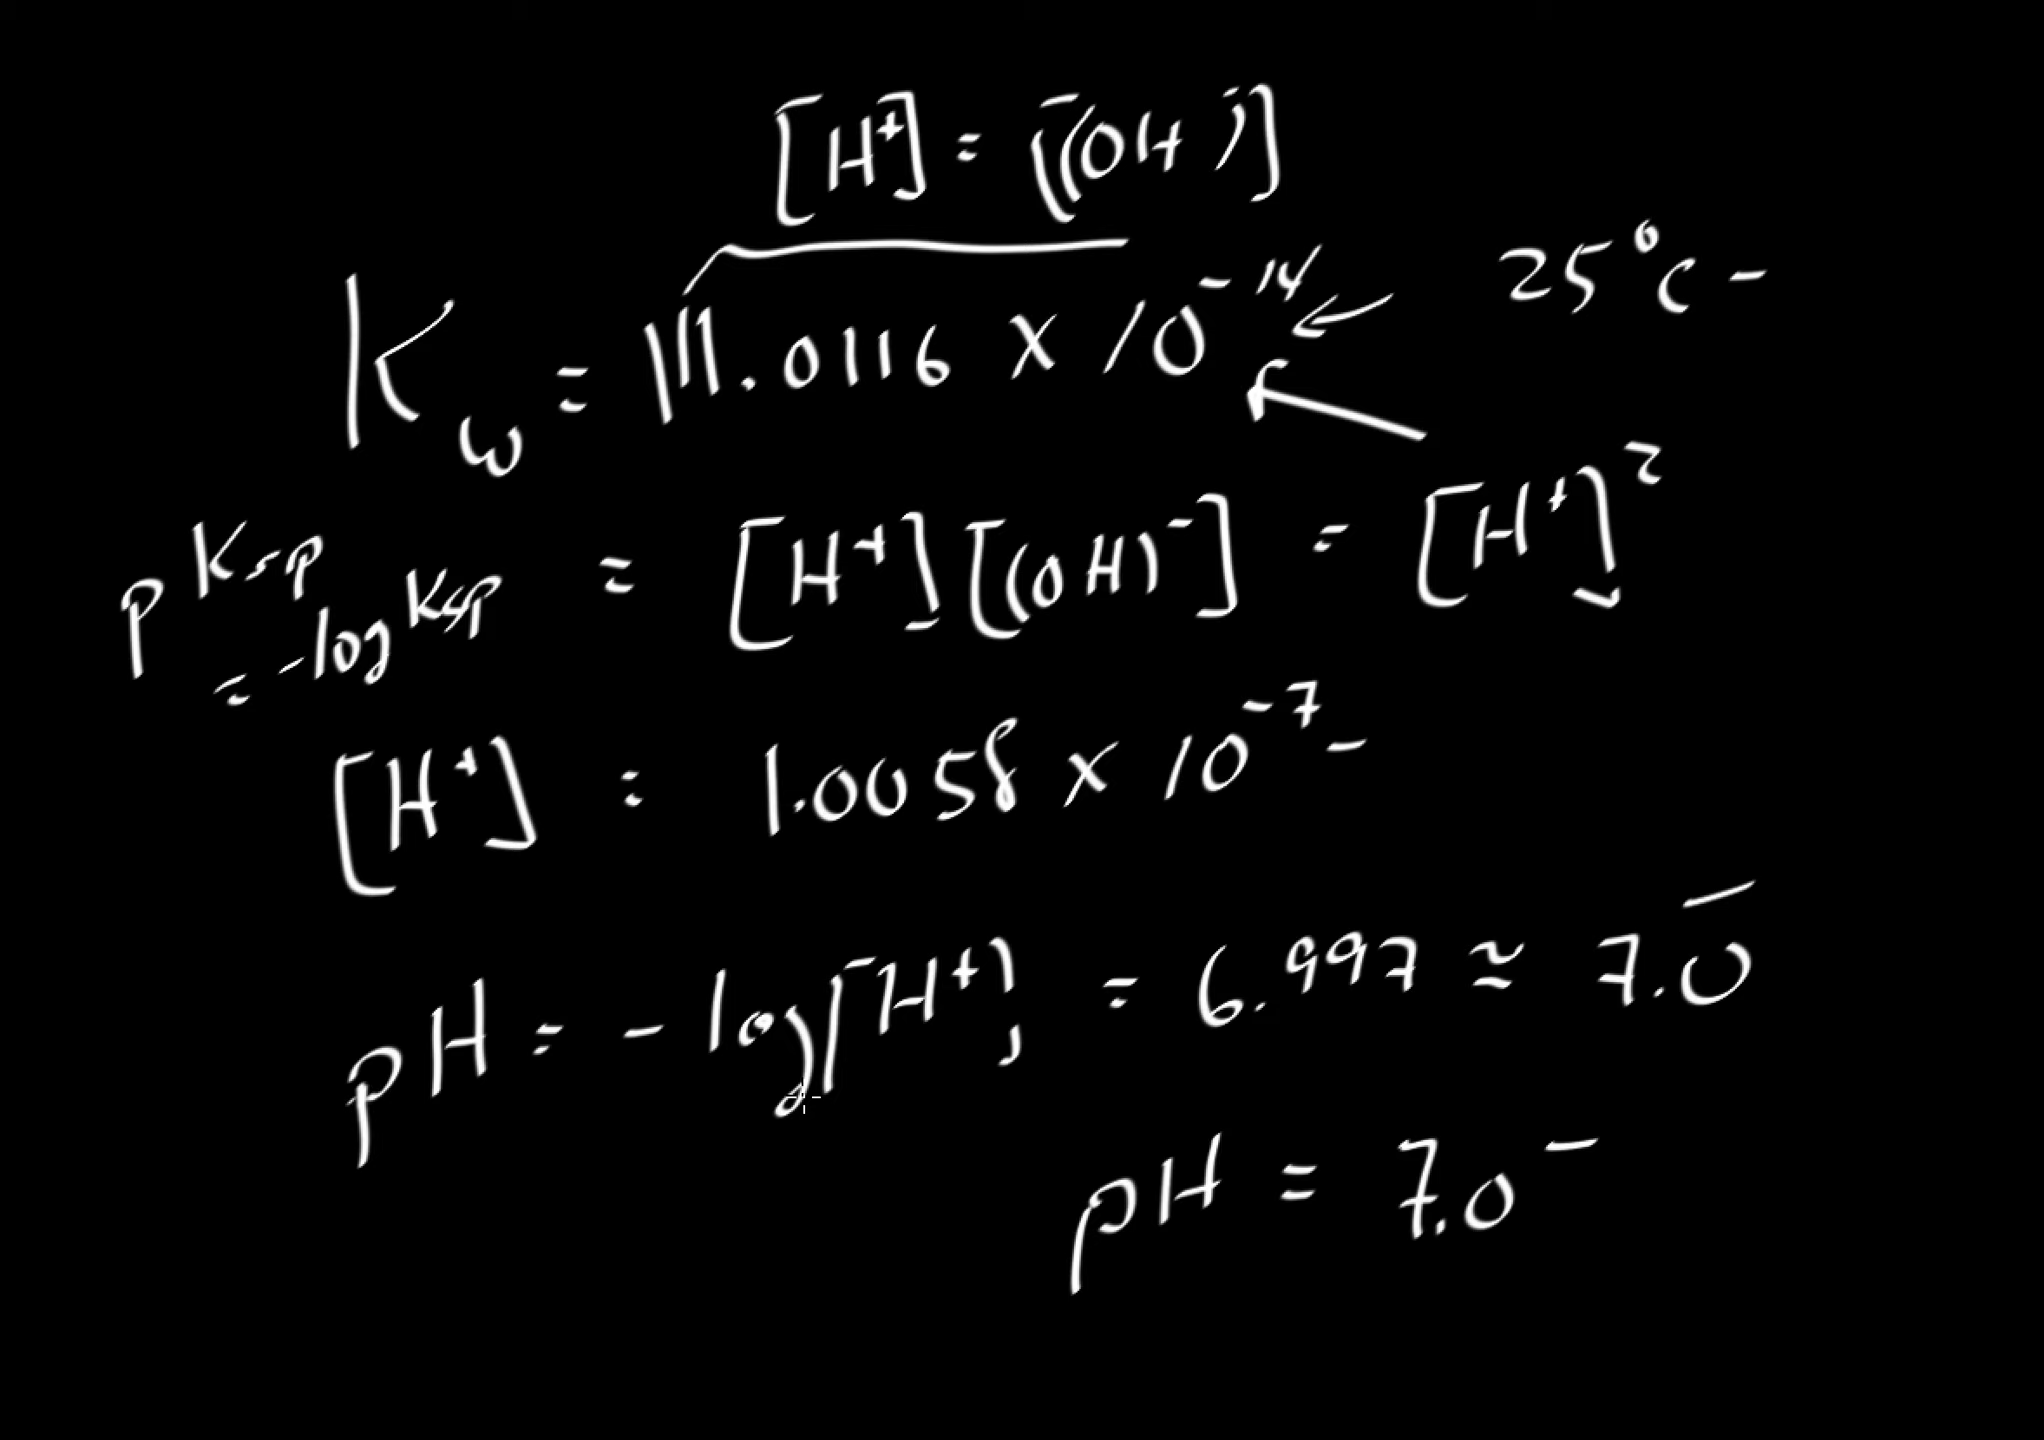 [H⁺] = [(OH⁻)]
K_w = 1.0116 × 10⁻¹⁴ ← 25°C -
pKsp = -log Ksp
= [H⁺][(OH)⁻] = [H⁺]²
[H⁺] = 1.0058 × 10⁻⁷ -
pH = - log[H⁺] = 6.997 ≈ 7.0
pH = 7.0 -